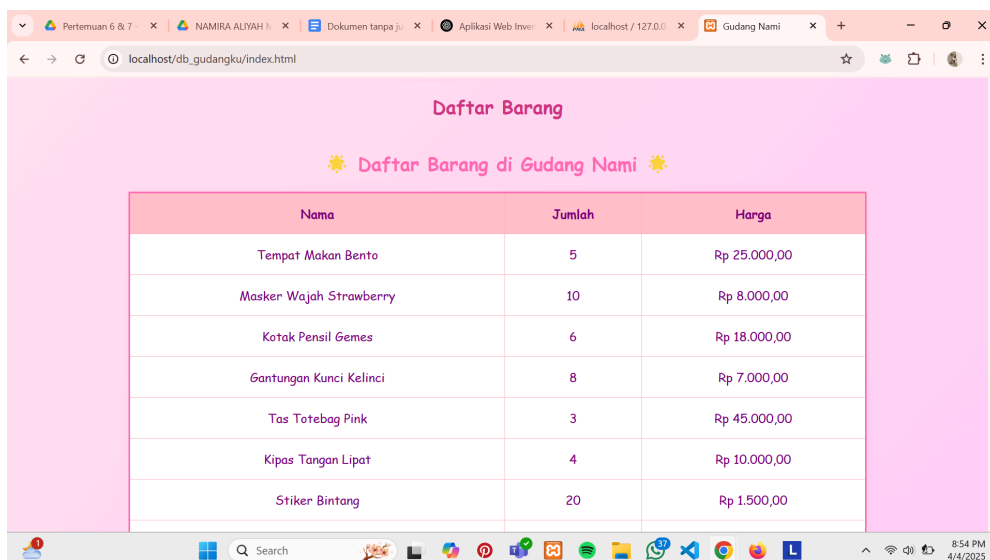 Pertemuan 6 & 7 -
NAMIRA ALIYAH
Dokumen tanpa ju
Aplikasi Web Inver
localhost / 127.0.0.
Gudang Nami
localhost/db_gudangku/index.html
Daftar Barang
🌟 Daftar Barang di Gudang Nami 🌟
Nama Jumlah Harga
Tempat Makan Bento 5 Rp 25.000,00
Masker Wajah Strawberry 10 Rp 8.000,00
Kotak Pensil Gemes 6 Rp 18.000,00
Gantungan Kunci Kelinci 8 Rp 7.000,00
Tas Totebag Pink 3 Rp 45.000,00
Kipas Tangan Lipat 4 Rp 10.000,00
Stiker Bintang 20 Rp 1.500,00
1
Search
37
L
8:54 PM
4/4/2025